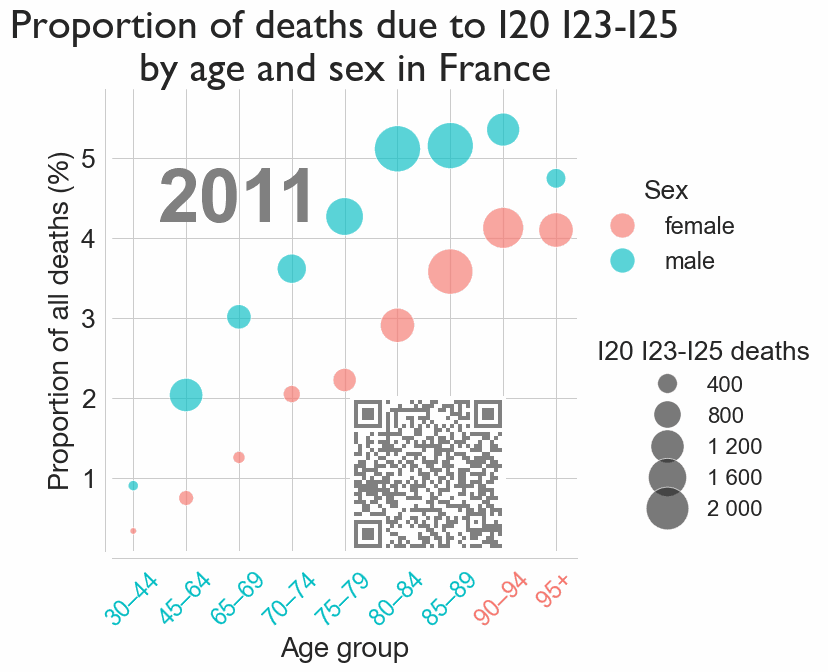 Proportion of deaths due to I20 I23-I25
by age and sex in France
2011
Proportion of all deaths (%)
5
4
3
2
1
30–44
45–64
65–69
70–74
75–79
80–84
85–89
90–94
95+
Age group
Sex
female
male
I20 I23-I25 deaths
400
800
1 200
1 600
2 000